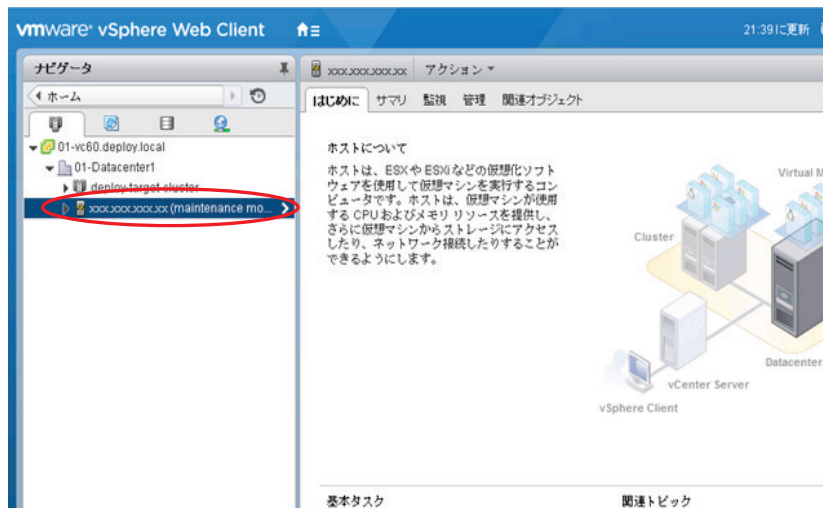 vmware® vSphere Web Client
21:39に更新
ナビゲータ
ホーム
01-vc60.deploy.local
01-Datacenter1
deploy.target-cluster
xxx.xxx.xxx.xx (maintenance mo...
xxx.xxx.xxx.xx アクション
はじめに サマリ 監視 管理 関連オブジェクト
ホストについて
ホストは、ESX や ESXi などの仮想化ソフト
ウェアを使用して仮想マシンを実行するコン
ピュータです。ホストは、仮想マシンが使用
する CPU およびメモリ リソースを提供し、
さらに仮想マシンからストレージにアクセス
したり、ネットワーク接続したりすることが
できるようにします。
Virtual M
Cluster
Datacenter
vCenter Server
vSphere Client
基本タスク 関連トピック